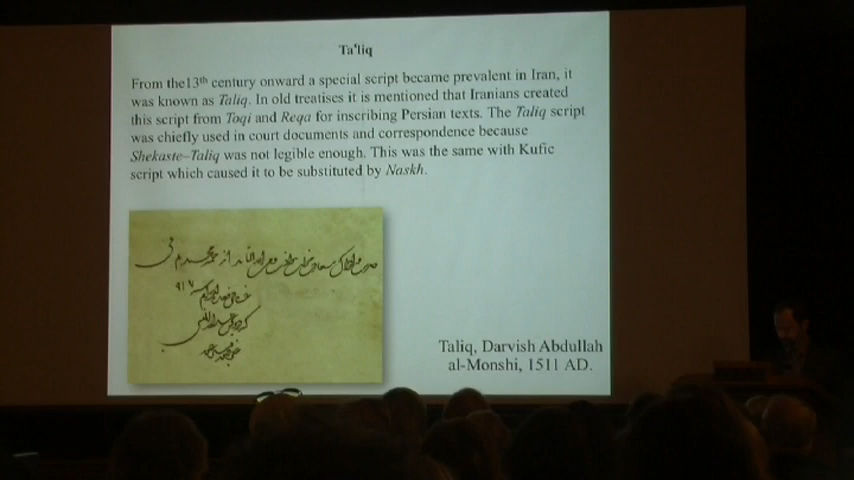 Ta'liq
From the13th century onward a special script became prevalent in Iran, it
was known as Taliq. In old treatises it is mentioned that Iranians created
this script from Toqi and Reqa for inscribing Persian texts. The Taliq script
was chiefly used in court documents and correspondence because
Shekaste-Taliq was not legible enough. This was the same with Kufic
script which caused it to be substituted by Naskh.
۹۱۷
Taliq, Darvish Abdullah
al-Monshi, 1511 AD.